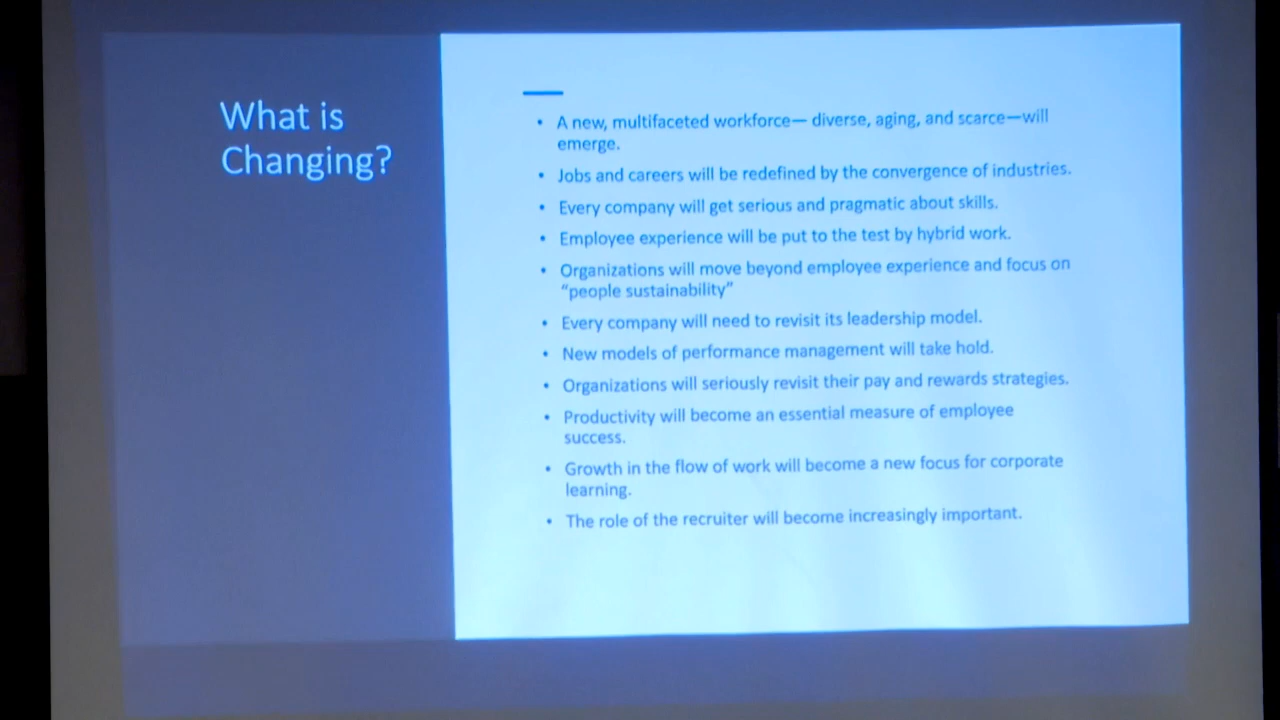 What is
Changing?
• A new, multifaceted workforce— diverse, aging, and scarce—will
emerge.
• Jobs and careers will be redefined by the convergence of industries.
• Every company will get serious and pragmatic about skills.
• Employee experience will be put to the test by hybrid work.
• Organizations will move beyond employee experience and focus on
“people sustainability”
• Every company will need to revisit its leadership model.
• New models of performance management will take hold.
• Organizations will seriously revisit their pay and rewards strategies.
• Productivity will become an essential measure of employee
success.
• Growth in the flow of work will become a new focus for corporate
learning.
• The role of the recruiter will become increasingly important.